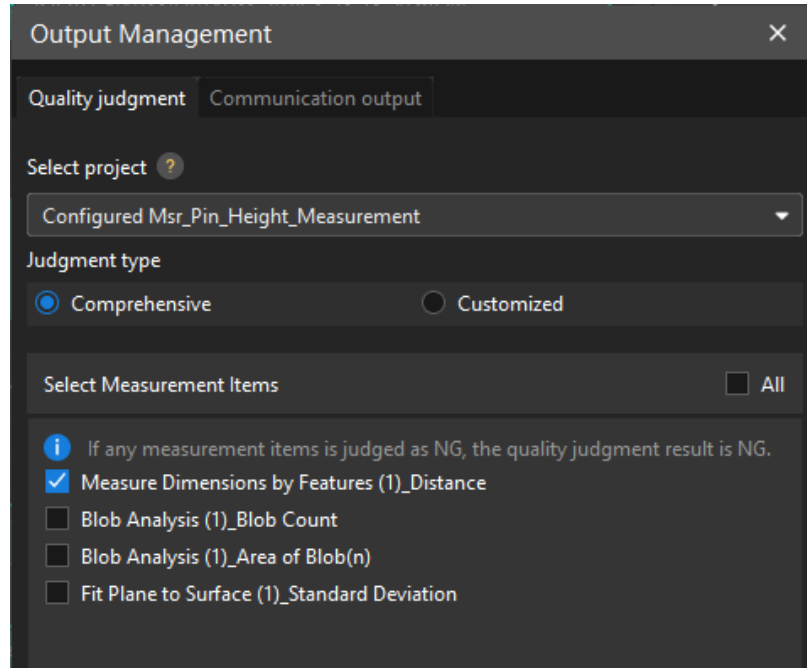 Output Management
Quality judgment Communication output
Select project ?
Configured Msr_Pin_Height_Measurement
Judgment type
Comprehensive Customized
Select Measurement Items All
If any measurement items is judged as NG, the quality judgment result is NG.
Measure Dimensions by Features (1)_Distance
Blob Analysis (1)_Blob Count
Blob Analysis (1)_Area of Blob(n)
Fit Plane to Surface (1)_Standard Deviation